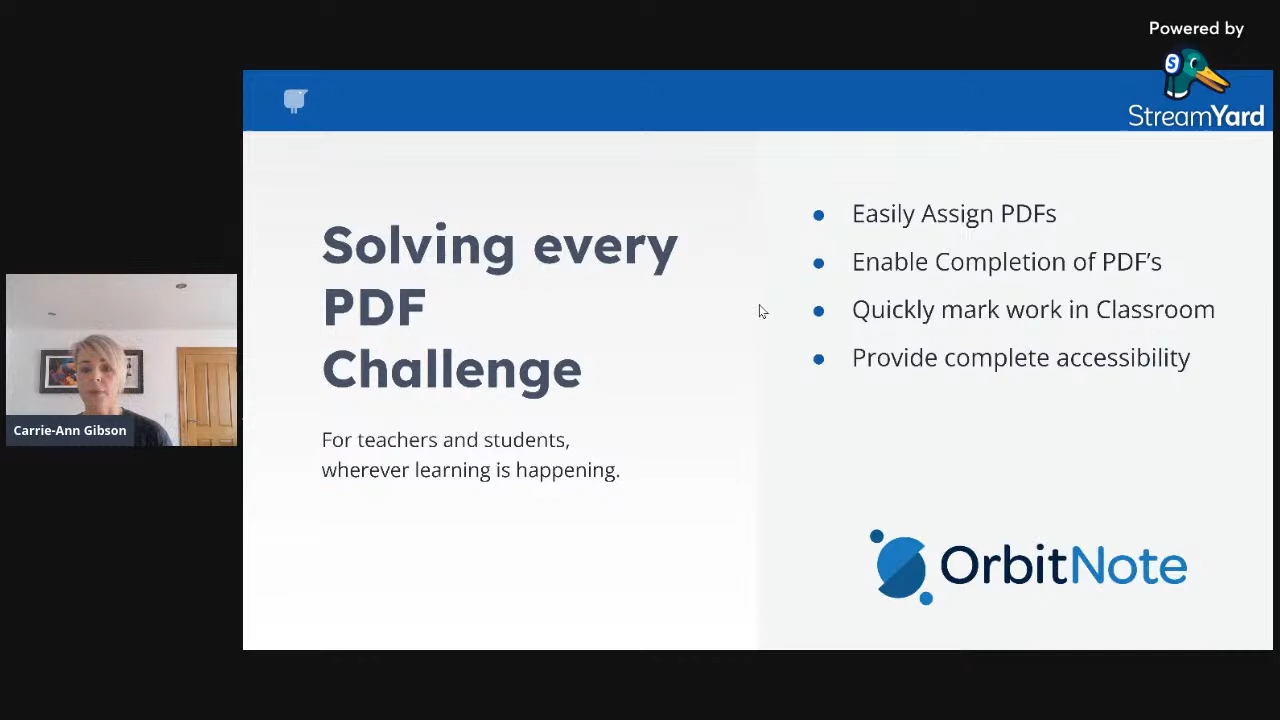 Powered by
StreamYard
Solving every
PDF
Challenge
For teachers and students,
wherever learning is happening.
● Easily Assign PDFs
● Enable Completion of PDF’s
● Quickly mark work in Classroom
● Provide complete accessibility
OrbitNote
Carrie-Ann Gibson